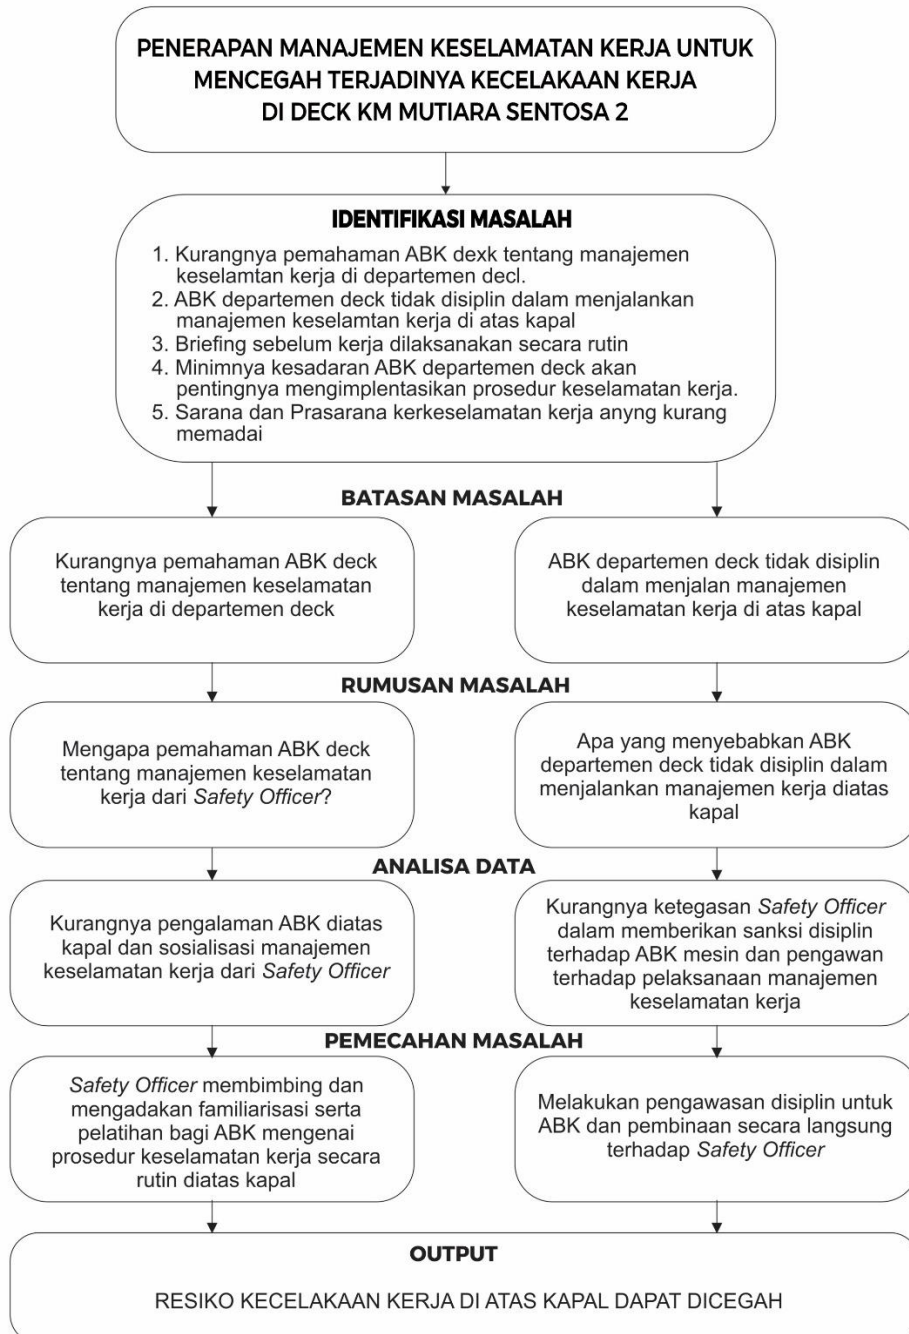 PENERAPAN MANAJEMEN KESELAMATAN KERJA UNTUK
MENCEGAH TERJADINYA KECELAKAAN KERJA
DI DECK KM MUTIARA SENTOSA 2
IDENTIFIKASI MASALAH
1. Kurangnya pemahaman ABK dexk tentang manajemen
keselamtan kerja di departemen decl.
2. ABK departemen deck tidak disiplin dalam menjalankan
manajemen keselamtan kerja di atas kapal
3. Briefing sebelum kerja dilaksanakan secara rutin
4. Minimnya kesadaran ABK departemen deck akan
pentingnya mengimplentasikan prosedur keselamatan kerja.
5. Sarana dan Prasarana kerkeselamatan kerja anyng kurang
memadai
BATASAN MASALAH
Kurangnya pemahaman ABK deck
tentang manajemen keselamatan
kerja di departemen deck
ABK departemen deck tidak disiplin
dalam menjalan manajemen
keselamatan kerja di atas kapal
RUMUSAN MASALAH
Mengapa pemahaman ABK deck
tentang manajemen keselamatan
kerja dari Safety Officer?
Apa yang menyebabkan ABK
departemen deck tidak disiplin dalam
menjalankan manajemen kerja diatas
kapal
ANALISA DATA
Kurangnya pengalaman ABK diatas
kapal dan sosialisasi manajemen
keselamatan kerja dari Safety Officer
Kurangnya ketegasan Safety Officer
dalam memberikan sanksi disiplin
terhadap ABK mesin dan pengawan
terhadap pelaksanaan manajemen
keselamatan kerja
PEMECAHAN MASALAH
Safety Officer membimbing dan
mengadakan familiarisasi serta
pelatihan bagi ABK mengenai
prosedur keselamatan kerja secara
rutin diatas kapal
Melakukan pengawasan disiplin untuk
ABK dan pembinaan secara langsung
terhadap Safety Officer
OUTPUT
RESIKO KECELAKAAN KERJA DI ATAS KAPAL DAPAT DICEGAH